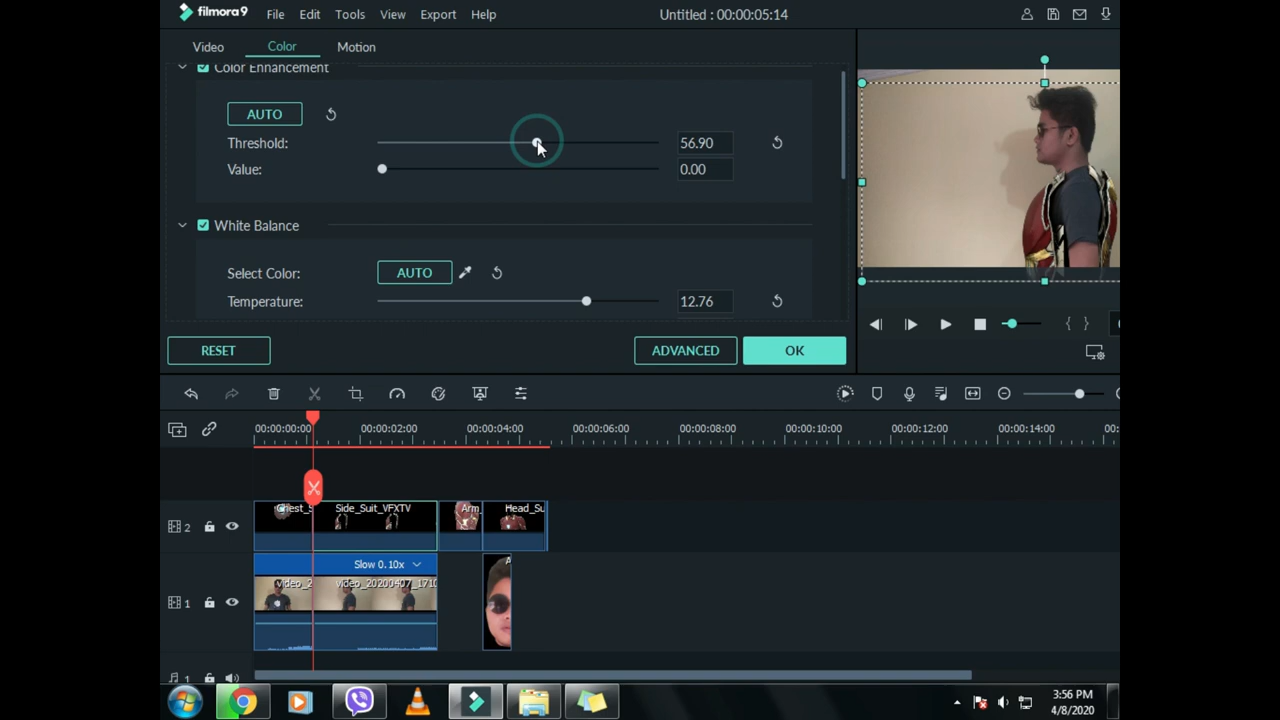 filmora9 File Edit Tools View Export Help Untitled : 00:00:05:14
Video Color Motion
Color Enhancement
AUTO
Threshold: 56.90
Value: 0.00
White Balance
Select Color: AUTO
Temperature: 12.76
RESET ADVANCED OK
00:00:00:00 00:00:02:00 00:00:04:00 00:00:06:00 00:00:08:00 00:00:10:00 00:00:12:00 00:00:14:00
2 Chest_S Side_Suit_VFXTV Arm_ Head_Su
Slow 0.10x
1 Video_2 Video_20200407_1710 A
1
3:56 PM
4/8/2020